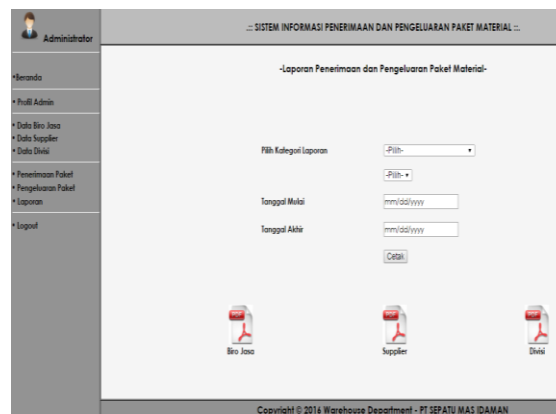 Administrator
.:: SISTEM INFORMASI PENERIMAAN DAN PENGELUARAN PAKET MATERIAL ::.
•Beranda
• Profil Admin
• Data Biro Jasa
• Data Supplier
• Data Divisi
• Penerimaan Paket
• Pengeluaran Paket
• Laporan
• Logout
-Laporan Penerimaan dan Pengeluaran Paket Material-
Pilih Kategori Laporan
-Pilih-
-Pilih-
Tanggal Mulai
mm/dd/yyyy
Tanggal Akhir
mm/dd/yyyy
Cetak
PDF
Biro Jasa
PDF
Supplier
PDF
Divisi
Copyright © 2016 Warehouse Department - PT SEPATU MAS IDAMAN